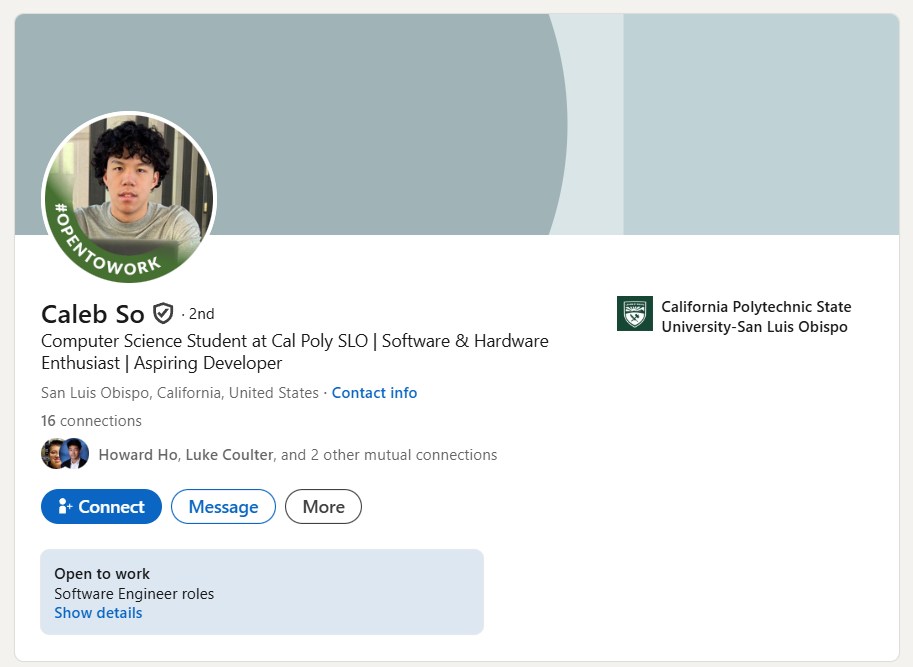 #OPENTOWORK
Caleb So · 2nd
Computer Science Student at Cal Poly SLO | Software & Hardware
Enthusiast | Aspiring Developer
San Luis Obispo, California, United States · Contact info
16 connections
Howard Ho, Luke Coulter, and 2 other mutual connections
Connect
Message
More
California Polytechnic State
University-San Luis Obispo
Open to work
Software Engineer roles
Show details